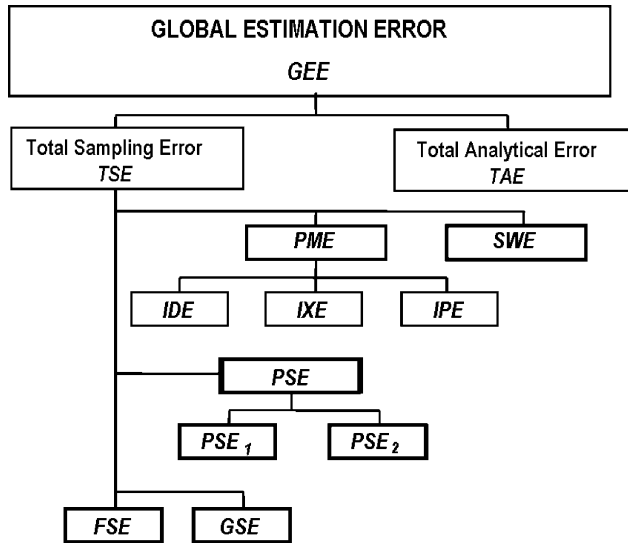 GLOBAL ESTIMATION ERROR
GEE
Total Sampling Error
TSE
Total Analytical Error
TAE
PME
SWE
IDE
IXE
IPE
PSE
PSE 1
PSE 2
FSE
GSE